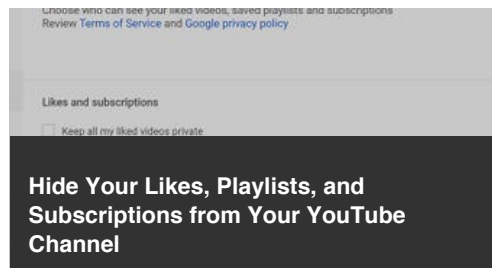 Choose who can see your liked videos, saved playlists and subscriptions
Review Terms of Service and Google privacy policy
Likes and subscriptions
Keep all my liked videos private
Hide Your Likes, Playlists, and
Subscriptions from Your YouTube
Channel